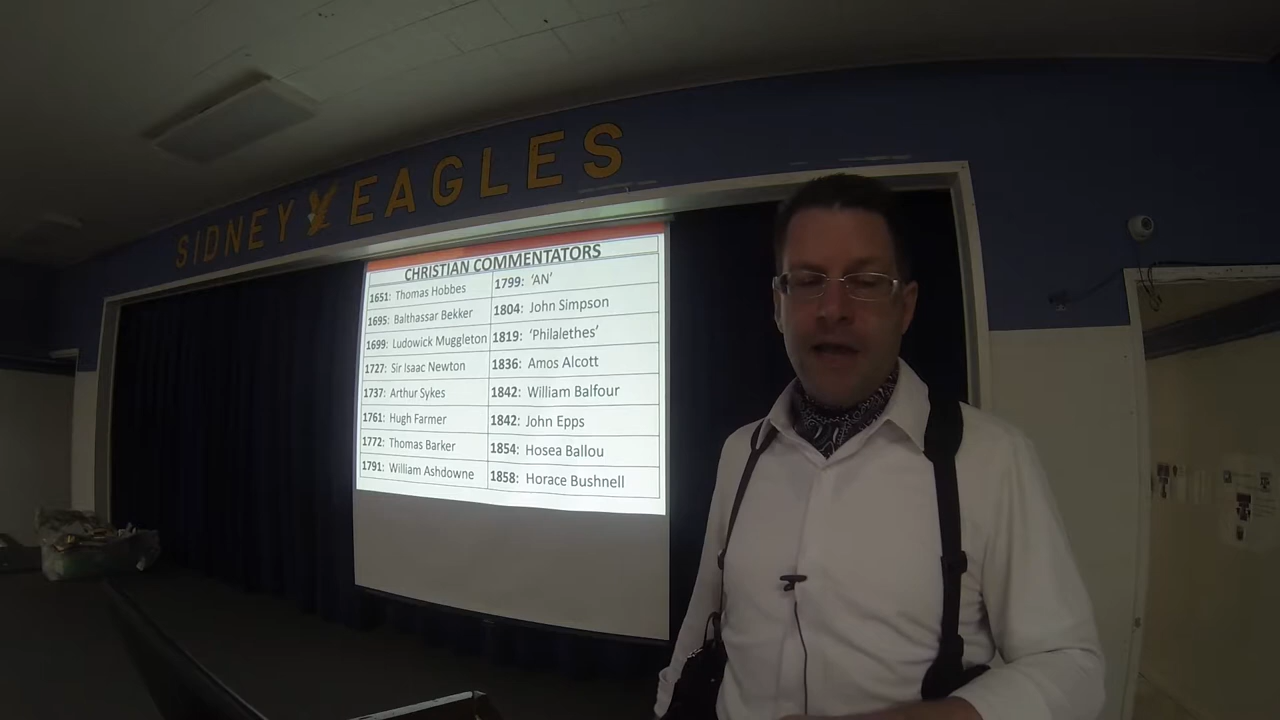 SIDNEY EAGLES
CHRISTIAN COMMENTATORS
1651: Thomas Hobbes
1695: Balthassar Bekker
1699: Ludowick Muggleton
1727: Sir Isaac Newton
1737: Arthur Sykes
1761: Hugh Farmer
1772: Thomas Barker
1791: William Ashdowne
1799: ‘AN’
1804: John Simpson
1819: ‘Philalethes’
1836: Amos Alcott
1842: William Balfour
1842: John Epps
1854: Hosea Ballou
1858: Horace Bushnell